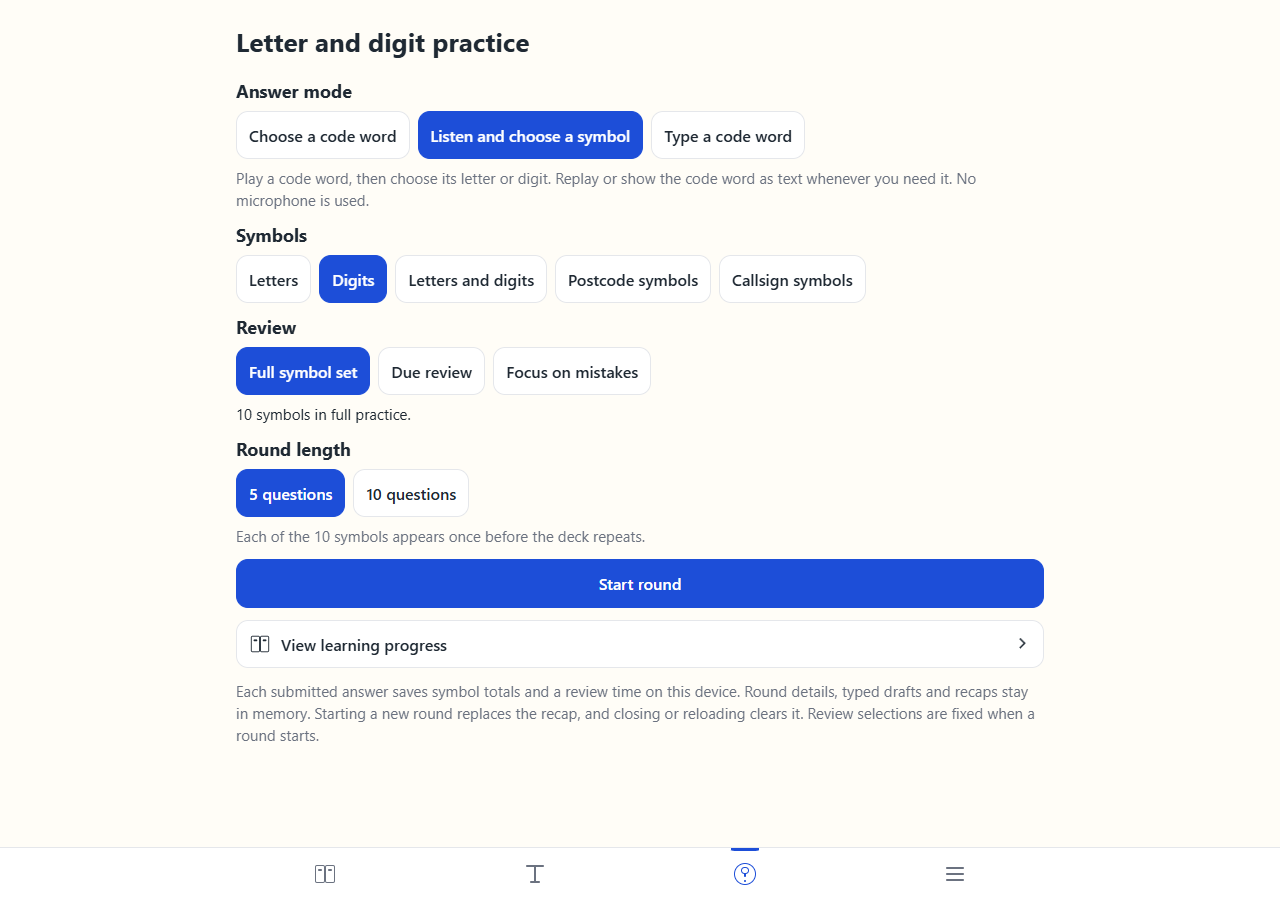 Letter and digit practice
Answer mode
Choose a code word
Listen and choose a symbol
Type a code word
Play a code word, then choose its letter or digit. Replay or show the code word as text whenever you need it. No
microphone is used.
Symbols
Letters
Digits
Letters and digits
Postcode symbols
Callsign symbols
Review
Full symbol set
Due review
Focus on mistakes
10 symbols in full practice.
Round length
5 questions
10 questions
Each of the 10 symbols appears once before the deck repeats.
Start round
View learning progress
Each submitted answer saves symbol totals and a review time on this device. Round details, typed drafts and recaps stay
in memory. Starting a new round replaces the recap, and closing or reloading clears it. Review selections are fixed when a
round starts.